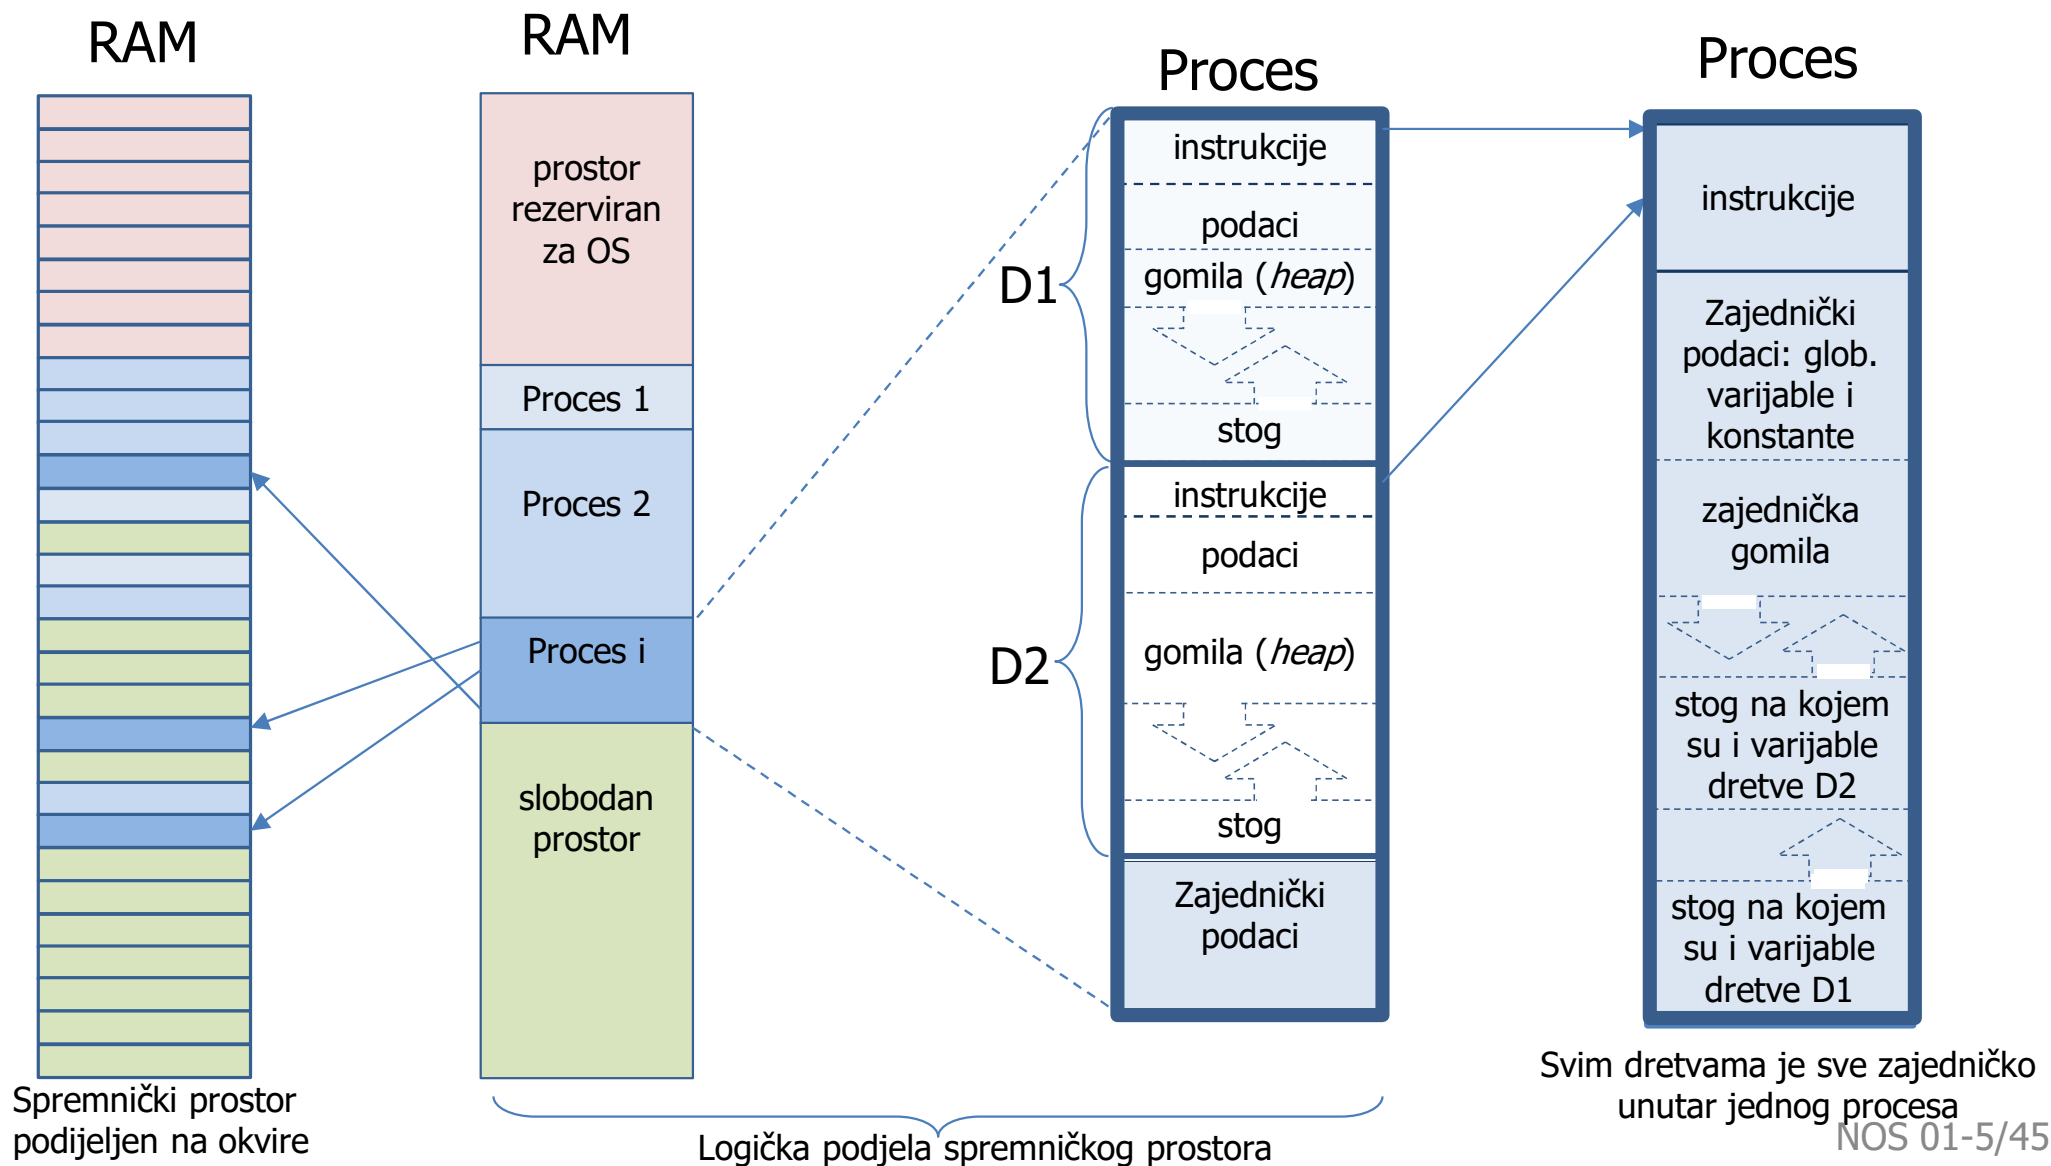 RAM
Spremnički prostor
podijeljen na okvire
RAM
prostor
rezerviran
za OS
Proces 1
Proces 2
Proces i
slobodan
prostor
Proces
D1
instrukcije
podaci
gomila (heap)
stog
D2
instrukcije
podaci
gomila (heap)
stog
Zajednički
podaci
Logička podjela spremničkog prostora
Proces
instrukcije
Zajednički
podaci: glob.
varijable i
konstante
zajednička
gomila
stog na kojem
su i varijable
dretve D2
stog na kojem
su i varijable
dretve D1
Svim dretvama je sve zajedničko
unutar jednog procesa
NOS 01-5/45